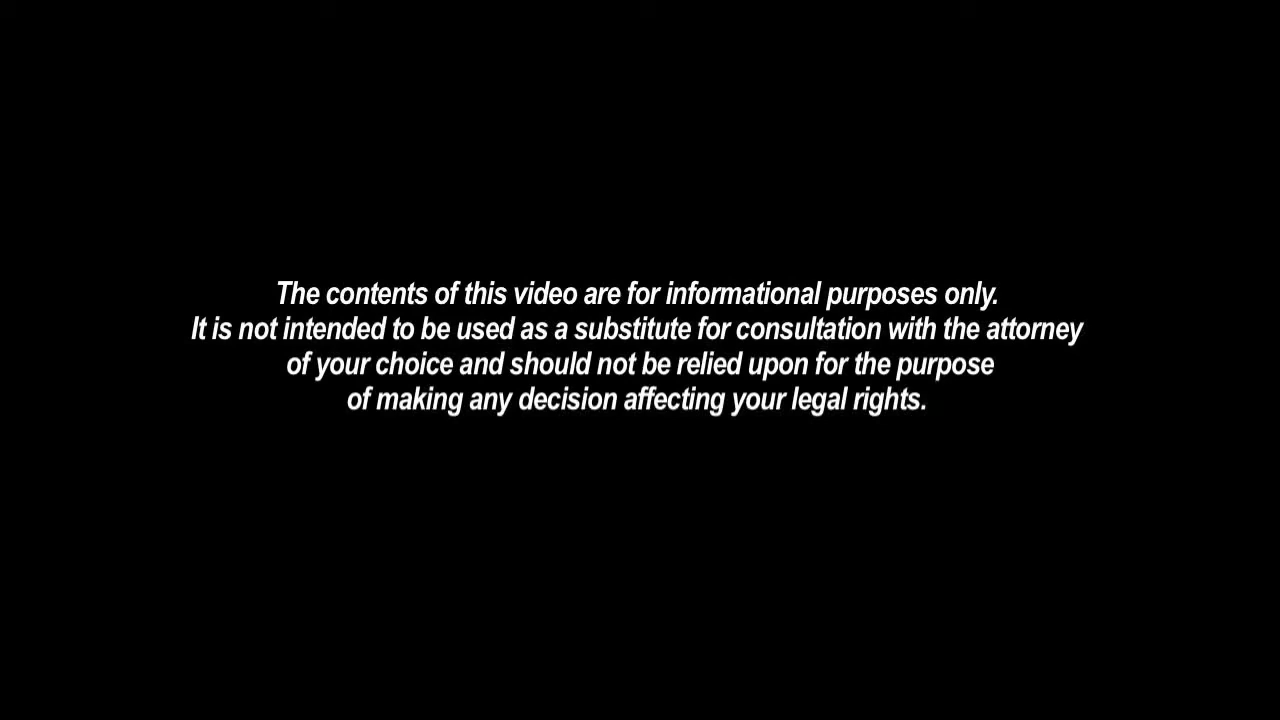 The contents of this video are for informational purposes only.
It is not intended to be used as a substitute for consultation with the attorney
of your choice and should not be relied upon for the purpose
of making any decision affecting your legal rights.